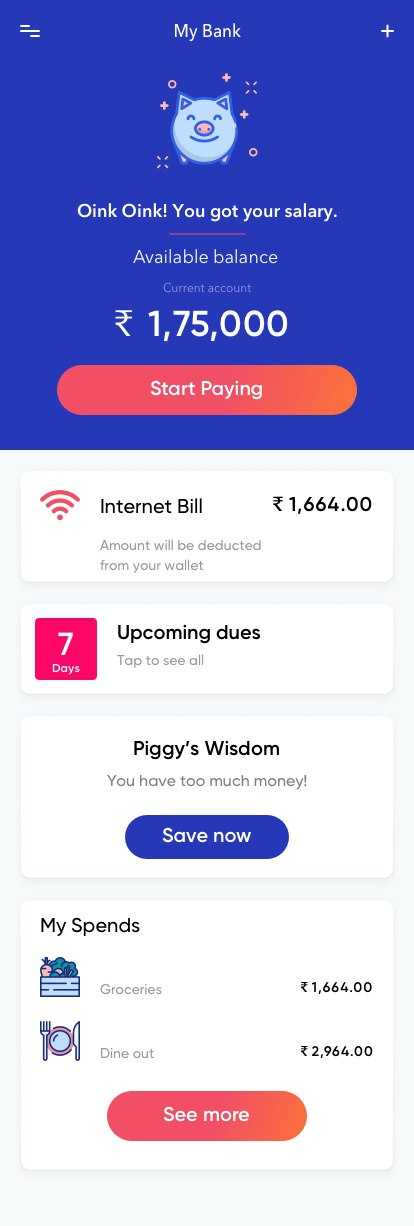 My Bank
Oink Oink! You got your salary.
Available balance
Current account
₹ 1,75,000
Start Paying
Internet Bill ₹ 1,664.00
Amount will be deducted
from your wallet
7
Days
Upcoming dues
Tap to see all
Piggy’s Wisdom
You have too much money!
Save now
My Spends
Groceries ₹ 1,664.00
Dine out ₹ 2,964.00
See more